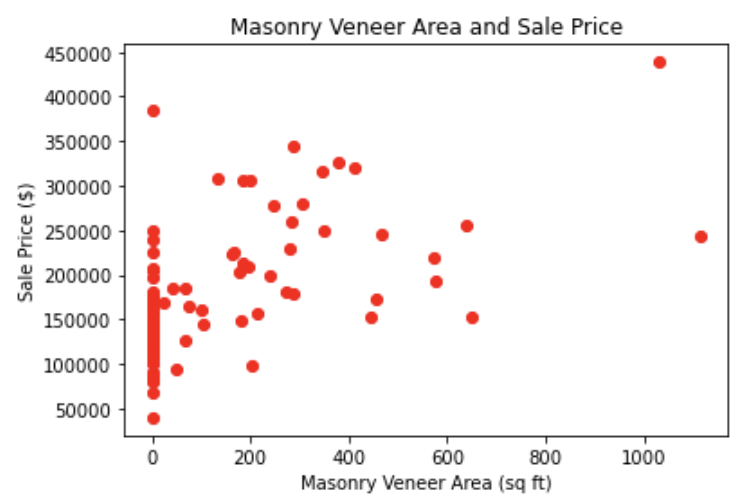 Masonry Veneer Area and Sale Price
450000
400000
350000
300000
250000
200000
150000
100000
50000
Sale Price ($)
0 200 400 600 800 1000
Masonry Veneer Area (sq ft)